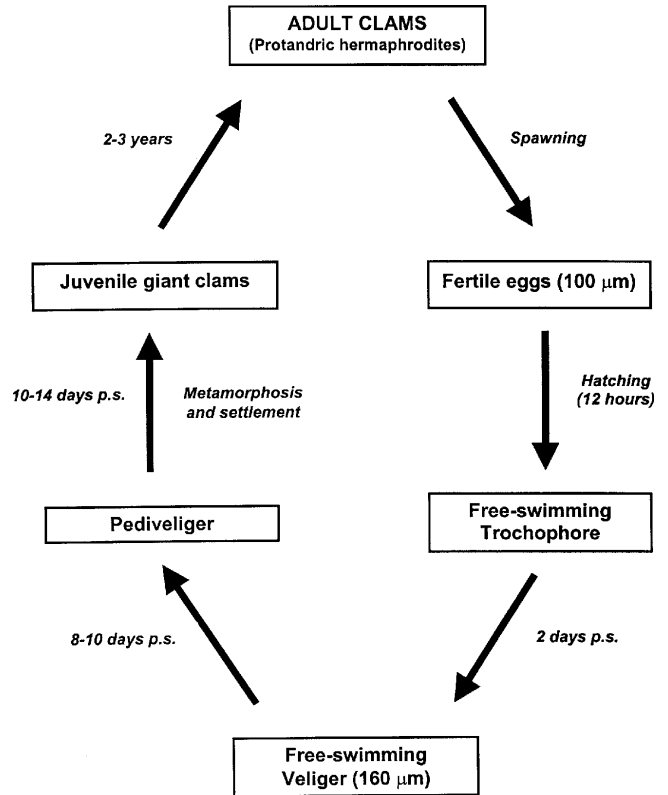 ADULT CLAMS
(Protandric hermaphrodites)
2-3 years
Spawning
Juvenile giant clams
Fertile eggs (100 μm)
10-14 days p.s.
Metamorphosis
and settlement
Hatching
(12 hours)
Pediveliger
Free-swimming
Trochophore
8-10 days p.s.
2 days p.s.
Free-swimming
Veliger (160 μm)